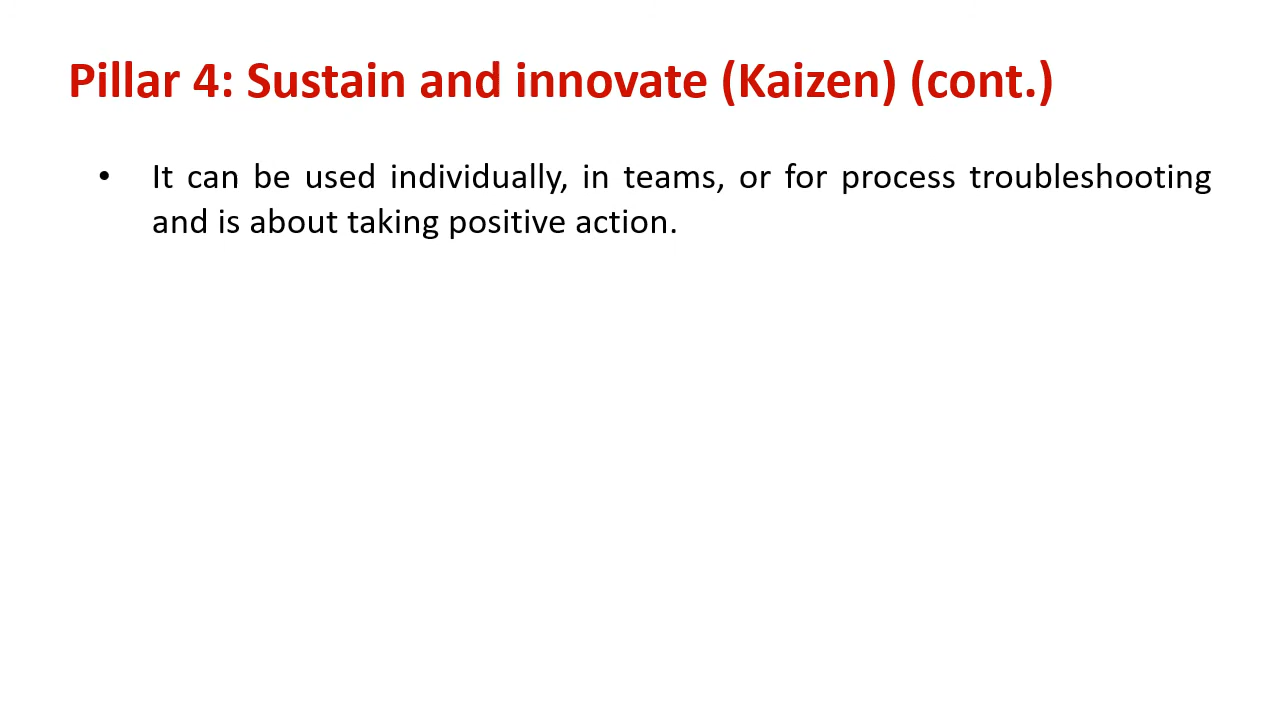 Pillar 4: Sustain and innovate (Kaizen) (cont.)
• It can be used individually, in teams, or for process troubleshooting
and is about taking positive action.